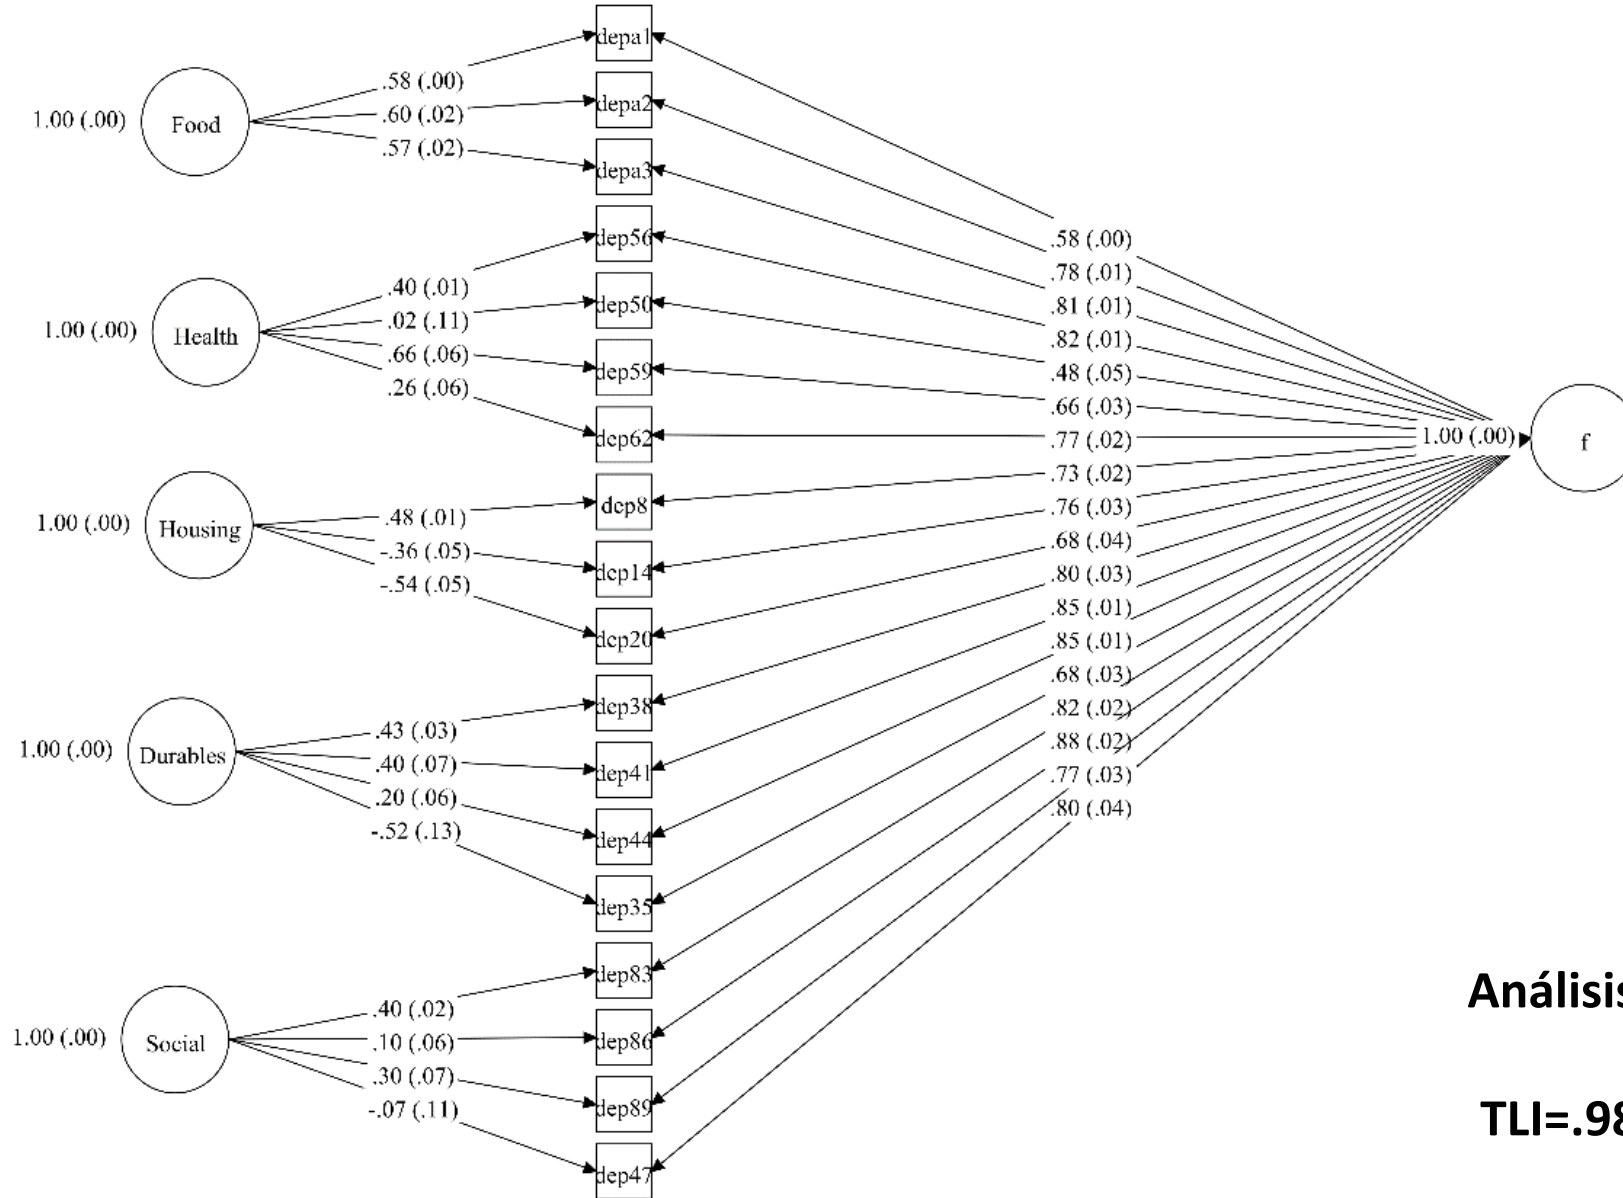 1.00 (.00)
Food
.58 (.00)
.60 (.02)
.57 (.02)
1.00 (.00)
Health
.40 (.01)
.02 (.11)
.66 (.06)
.26 (.06)
1.00 (.00)
Housing
.48 (.01)
-.36 (.05)
-.54 (.05)
1.00 (.00)
Durables
.43 (.03)
.40 (.07)
.20 (.06)
-.52 (.13)
1.00 (.00)
Social
.40 (.02)
.10 (.06)
.30 (.07)
-.07 (.11)
depa1
depa2
depa3
dep56
dep50
dep59
dep62
dep8
dep14
dep20
dep38
dep41
dep44
dep35
dep83
dep86
dep89
dep47
.58 (.00)
.78 (.01)
.81 (.01)
.82 (.01)
.48 (.05)
.66 (.03)
.77 (.02)
.73 (.02)
.76 (.03)
.68 (.04)
.80 (.03)
.85 (.01)
.85 (.01)
.68 (.03)
.82 (.02)
.88 (.02)
.77 (.03)
.80 (.04)
1.00 (.00)
f
Análisis
TLI=.98